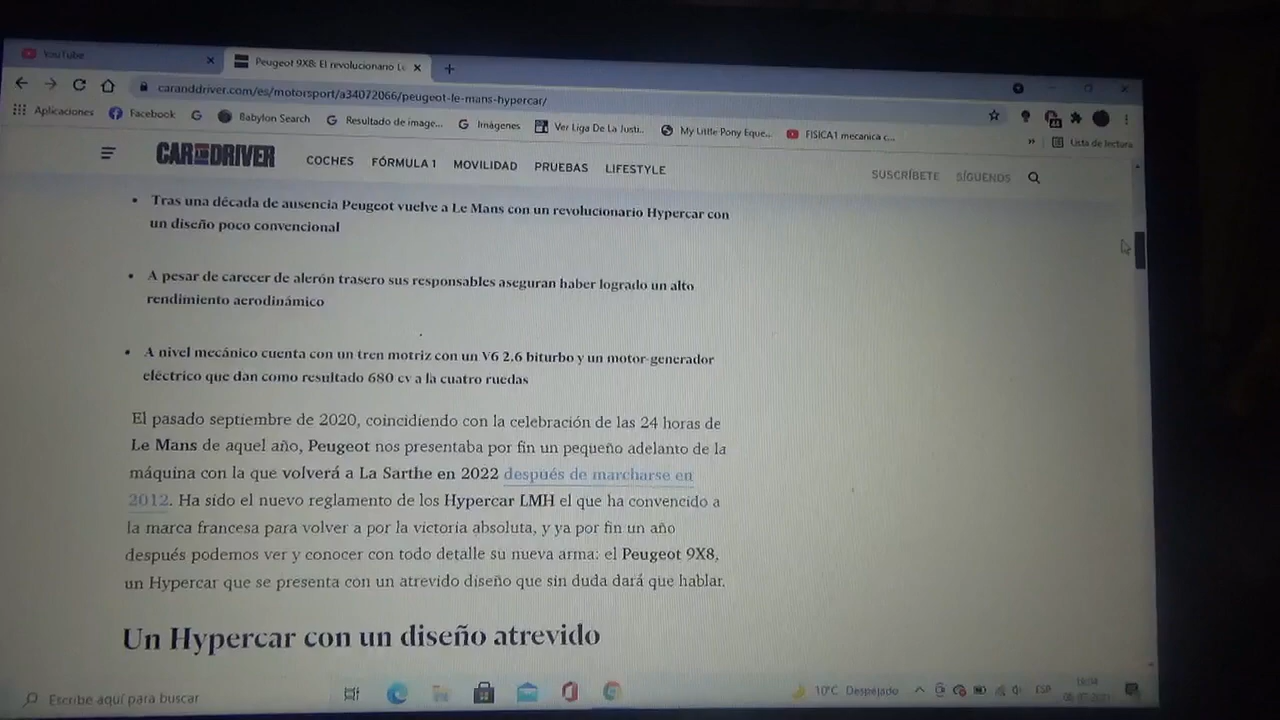 YouTube
Peugeot 9X8: El revolucionario L
caranddriver.com/es/motorsport/a34072066/peugeot-le-mans-hypercar/
Aplicaciones Facebook Babylon Search Resultado de image... Imágenes Ver Liga De La Justi... My Little Pony Eque... FISICA1 mecanica c... » Lista de lectura
CAR AND DRIVER COCHES FÓRMULA 1 MOVILIDAD PRUEBAS LIFESTYLE SUSCRÍBETE SÍGUENOS
• Tras una década de ausencia Peugeot vuelve a Le Mans con un revolucionario Hypercar con
un diseño poco convencional
• A pesar de carecer de alerón trasero sus responsables aseguran haber logrado un alto
rendimiento aerodinámico
• A nivel mecánico cuenta con un tren motriz con un V6 2.6 biturbo y un motor-generador
eléctrico que dan como resultado 680 cv a la cuatro ruedas
El pasado septiembre de 2020, coincidiendo con la celebración de las 24 horas de
Le Mans de aquel año, Peugeot nos presentaba por fin un pequeño adelanto de la
máquina con la que volverá a La Sarthe en 2022 después de marcharse en
2012. Ha sido el nuevo reglamento de los Hypercar LMH el que ha convencido a
la marca francesa para volver a por la victoria absoluta, y ya por fin un año
después podemos ver y conocer con todo detalle su nueva arma: el Peugeot 9X8,
un Hypercar que se presenta con un atrevido diseño que sin duda dará que hablar.
Un Hypercar con un diseño atrevido
Escribe aquí para buscar 10°C Despejado ESP